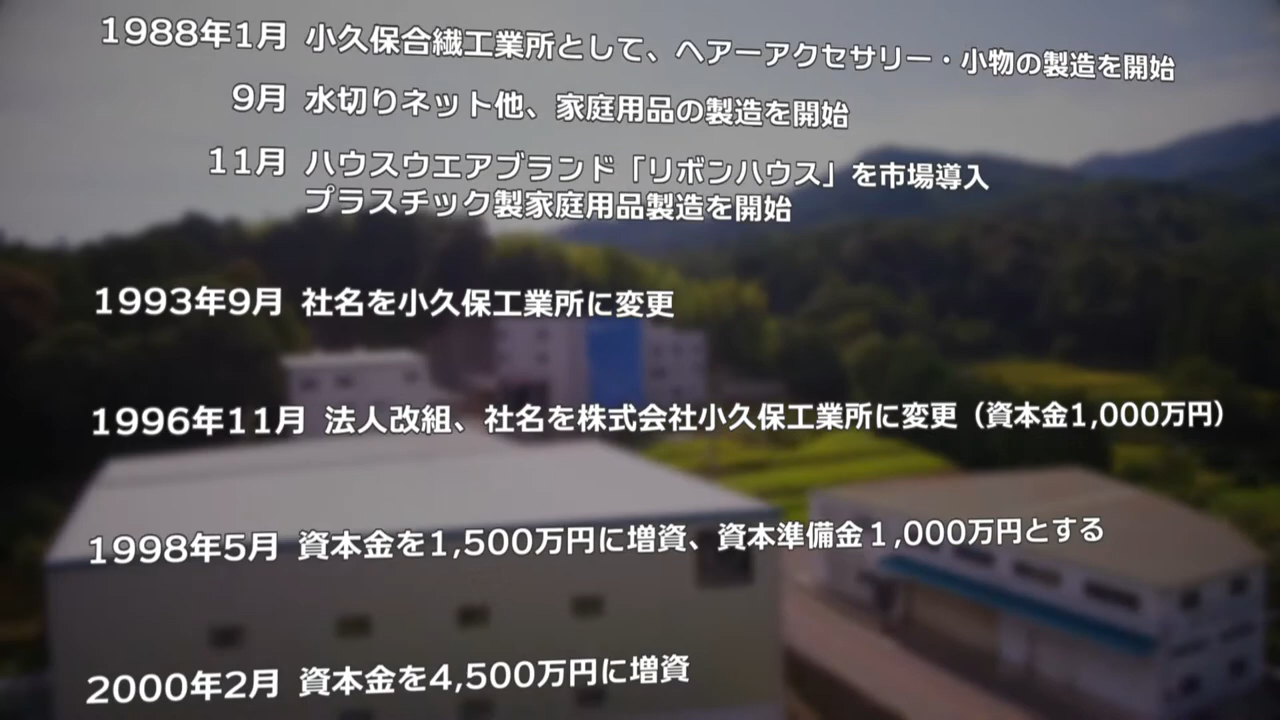 1988年1月 小久保合繊工業所として、ヘアーアクセサリー・小物の製造を開始
9月 水切りネット他、家庭用品の製造を開始
11月 ハウスウエアブランド「リボンハウス」を市場導入
プラスチック製家庭用品製造を開始
1993年9月 社名を小久保工業所に変更
1996年11月 法人改組、社名を株式会社小久保工業所に変更（資本金1,000万円）
1998年5月 資本金を1,500万円に増資、資本準備金１,000万円とする
2000年2月 資本金を4,500万円に増資